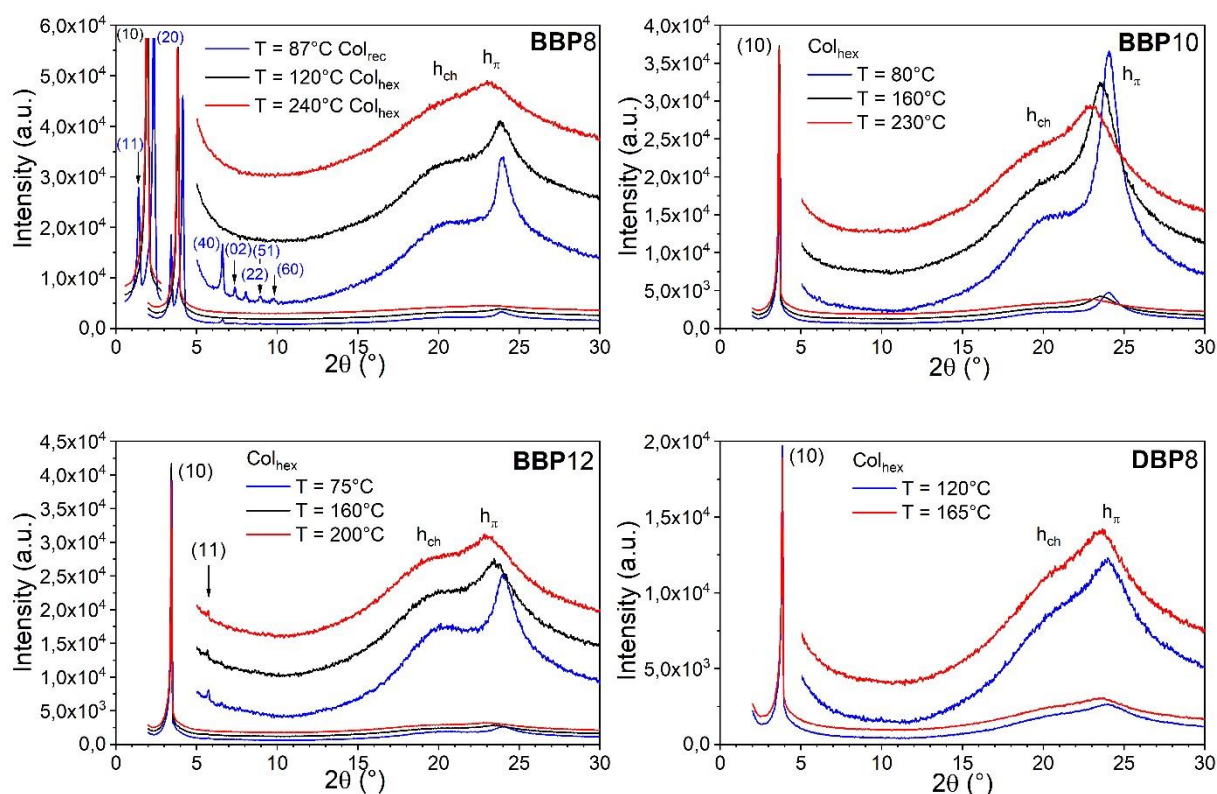 BBP8
6,0x10⁴
5,0x10⁴
4,0x10⁴
3,0x10⁴
2,0x10⁴
1,0x10⁴
0,0
Intensity (a.u.)
(10)
(20)
(11)
T = 87°C Col_rec
T = 120°C Col_hex
T = 240°C Col_hex
h_ch
h_π
(40)
(02)
(51)
(22)
(60)
0 5 10 15 20 25 30
2θ (°)
BBP10
4,0x10⁴
3,5x10⁴
3,0x10⁴
2,5x10⁴
2,0x10⁴
1,5x10⁴
1,0x10⁴
5,0x10³
0,0
Intensity (a.u.)
(10)
Col_hex
T = 80°C
T = 160°C
T = 230°C
h_ch
h_π
0 5 10 15 20 25 30
2θ (°)
BBP12
4,5x10⁴
4,0x10⁴
3,5x10⁴
3,0x10⁴
2,5x10⁴
2,0x10⁴
1,5x10⁴
1,0x10⁴
5,0x10³
0,0
Intensity (a.u.)
(10)
(11)
Col_hex
T = 75°C
T = 160°C
T = 200°C
h_ch
h_π
0 5 10 15 20 25 30
2θ (°)
DBP8
2,0x10⁴
1,5x10⁴
1,0x10⁴
5,0x10³
0,0
Intensity (a.u.)
(10)
Col_hex
T = 120°C
T = 165°C
h_ch
h_π
0 5 10 15 20 25 30
2θ (°)